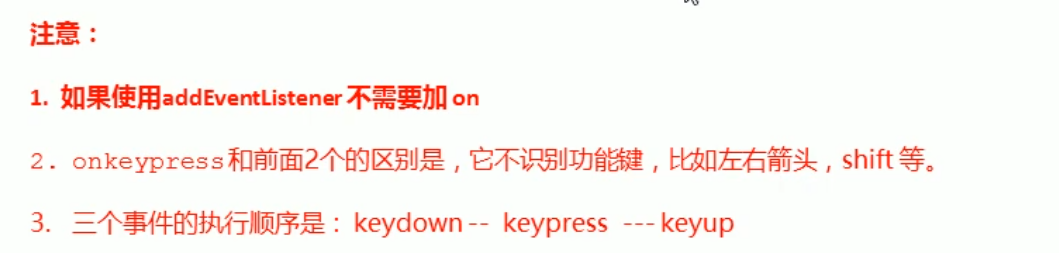 注意：
1. 如果使用addEventListener 不需要加 on
2. onkeypress和前面2个的区别是，它不识别功能键，比如左右箭头，shift 等。
3. 三个事件的执行顺序是： keydown -- keypress --- keyup